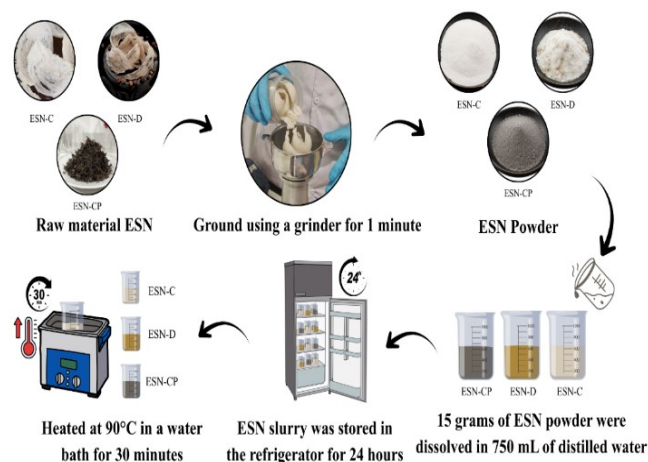 ESN-C
ESN-D
ESN-CP
Raw material ESN
Ground using a grinder for 1 minute
ESN-C
ESN-D
ESN-CP
ESN Powder
30
min
ESN-C
ESN-D
ESN-CP
Heated at 90°C in a water
bath for 30 minutes
24
ESN slurry was stored in
the refrigerator for 24 hours
ESN-CP
ESN-D
ESN-C
15 grams of ESN powder were
dissolved in 750 mL of distilled water